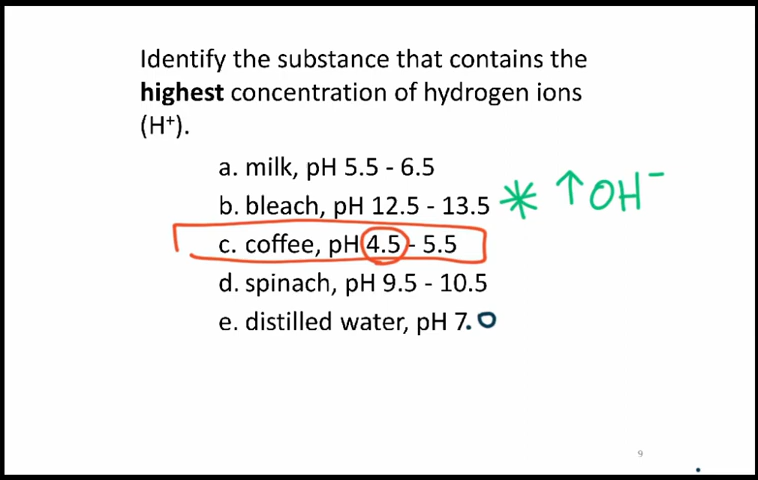 Identify the substance that contains the
highest concentration of hydrogen ions
(H⁺).
a. milk, pH 5.5 - 6.5
b. bleach, pH 12.5 - 13.5 * ↑ OH⁻
c. coffee, pH 4.5 - 5.5
d. spinach, pH 9.5 - 10.5
e. distilled water, pH 7.0
9